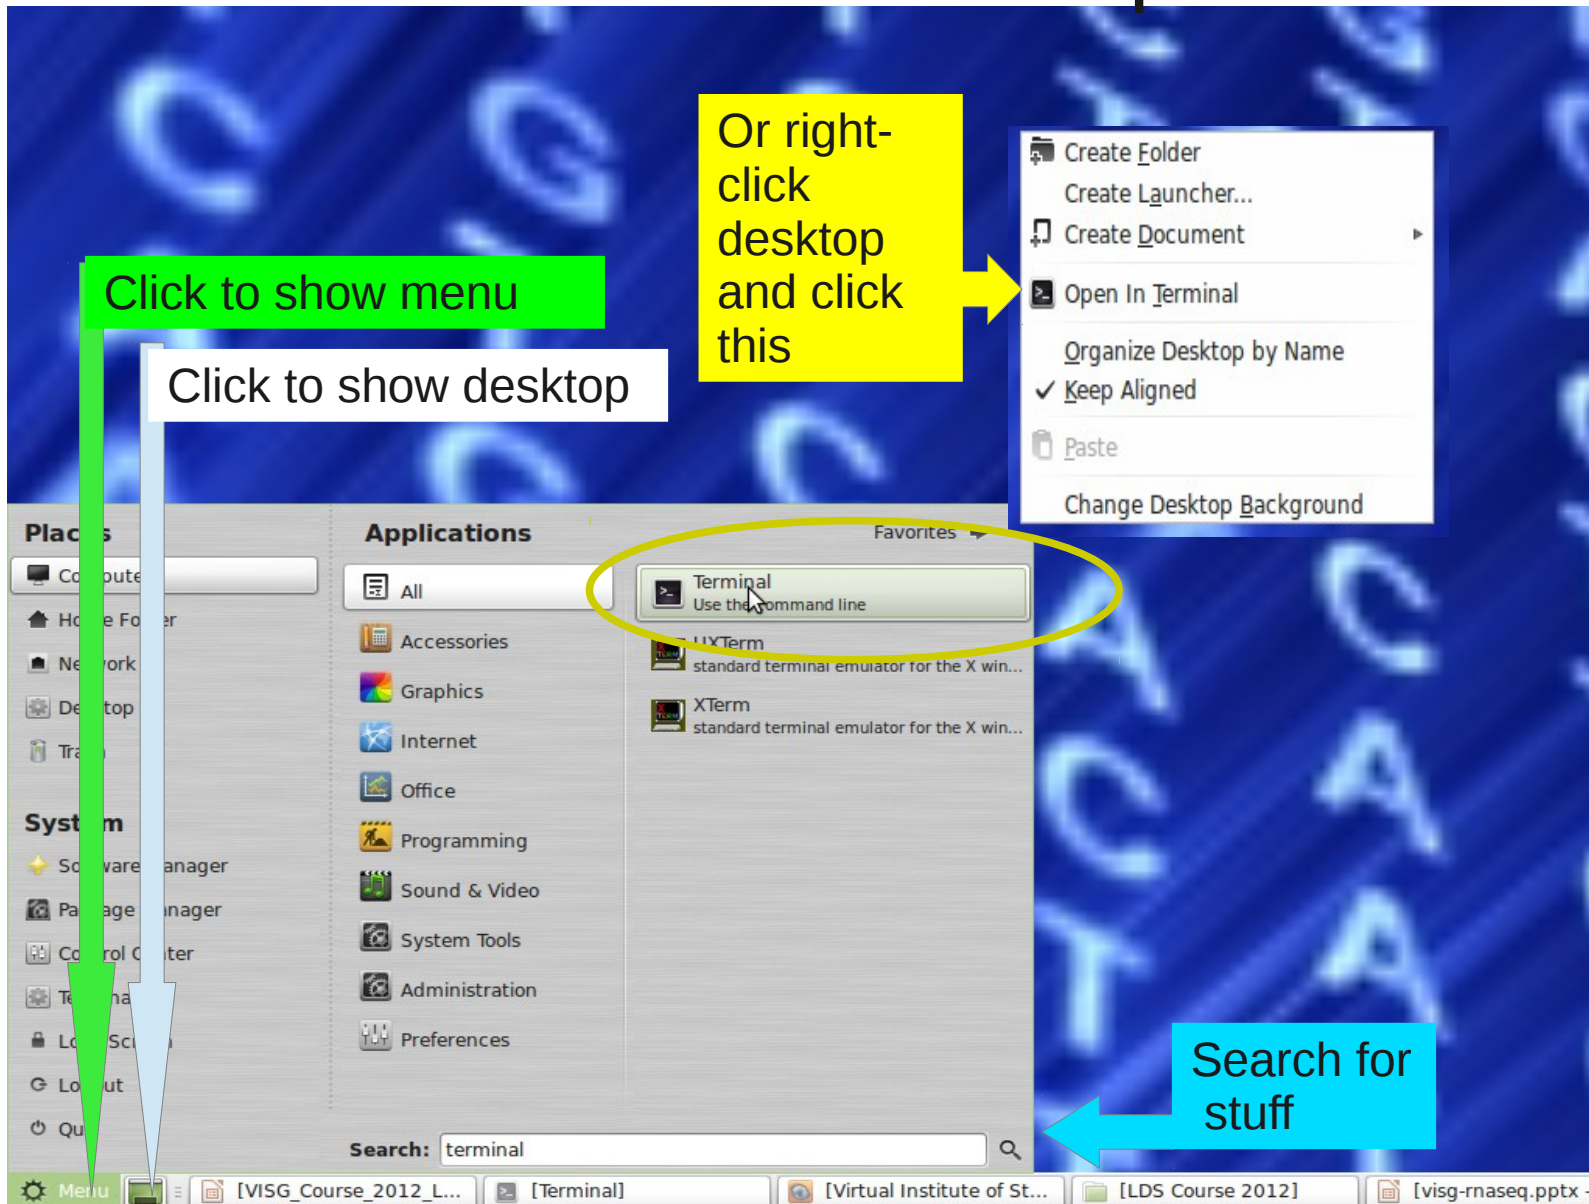 Or right-
click
desktop
and click
this
Create Folder
Create Launcher...
Create Document
Open In Terminal
Organize Desktop by Name
Keep Aligned
Paste
Change Desktop Background
Click to show menu
Click to show desktop
Places
System
Applications
All
Accessories
Graphics
Internet
Office
Programming
Sound & Video
System Tools
Administration
Preferences
Favorites
Terminal
Use the command line
UXTerm
standard terminal emulator for the X win...
XTerm
standard terminal emulator for the X win...
Search for
stuff
Search: terminal
Menu
[VISG_Course_2012_L...
[Terminal]
[Virtual Institute of St...
[LDS Course 2012]
[visg-rnaseq.pptx